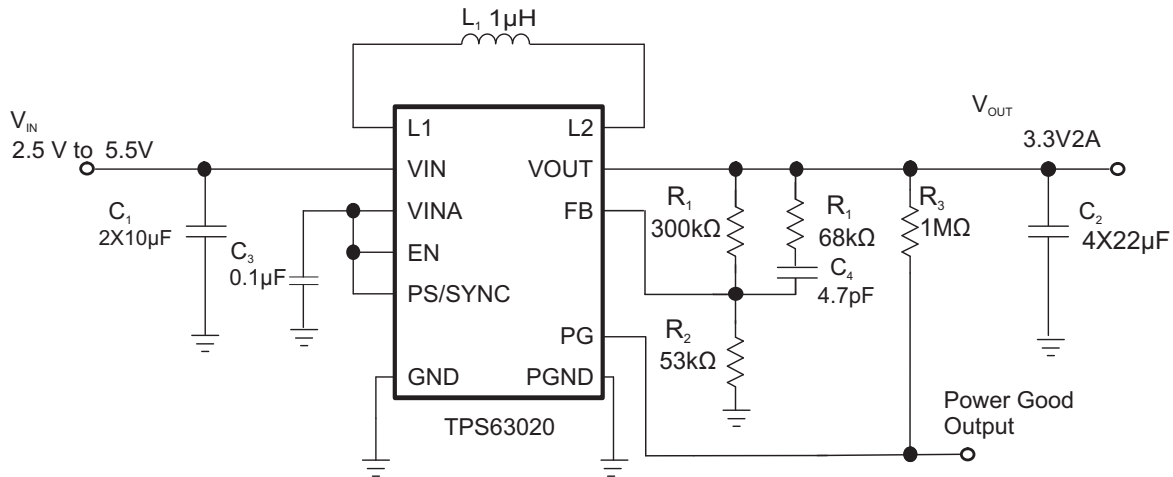 L₁ 1µH
V_IN
2.5 V to 5.5V
V_OUT
3.3V2A
L1
L2
VIN
VOUT
VINA
FB
EN
PS/SYNC
PG
GND
PGND
TPS63020
C₁
2X10µF
C₃
0.1µF
R₁
300kΩ
R₁
68kΩ
C₄
4.7pF
R₂
53kΩ
R₃
1MΩ
C₂
4X22µF
Power Good
Output